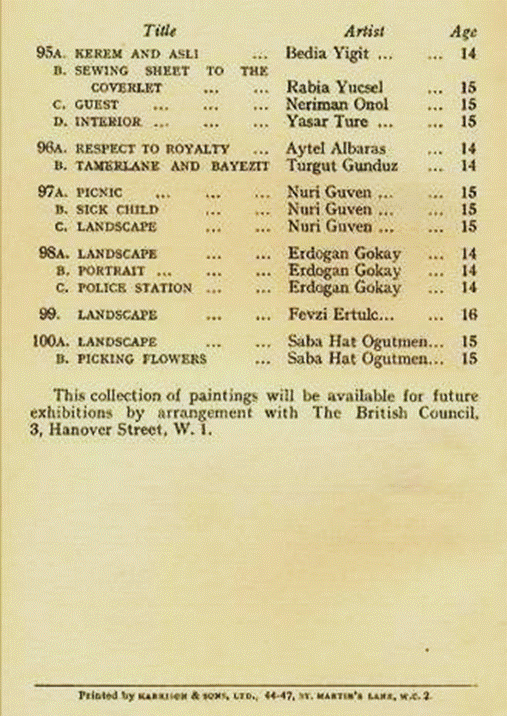 Title Artist Age
95A. KEREM AND ASLI ... Bedia Yigit ... ... 14
B. SEWING SHEET TO THE
COVERLET ... ... Rabia Yucsel ... 15
C. GUEST ... ... ... Neriman Onol ... 15
D. INTERIOR ... ... ... Yasar Ture ... ... 15
96A. RESPECT TO ROYALTY ... Aytel Albaras ... 14
B. TAMERLANE AND BAYEZIT Turgut Gunduz ... 14
97A. PICNIC ... ... ... Nuri Guven ... ... 15
B. SICK CHILD ... ... Nuri Guven ... ... 15
C. LANDSCAPE ... ... Nuri Guven ... ... 15
98A. LANDSCAPE ... ... Erdogan Gokay ... 14
B. PORTRAIT ... ... ... Erdogan Gokay ... 14
C. POLICE STATION ... ... Erdogan Gokay ... 14
99. LANDSCAPE ... ... Fevzi Ertulc... ... 16
100A. LANDSCAPE ... ... Saba Hat Ogutmen... 15
B. PICKING FLOWERS ... Saba Hat Ogutmen... 15
This collection of paintings will be available for future
exhibitions by arrangement with The British Council,
3, Hanover Street, W. 1.
Printed by HARRISON & SONS, LTD., 44-47, ST. MARTIN'S LANE, W.C. 2.